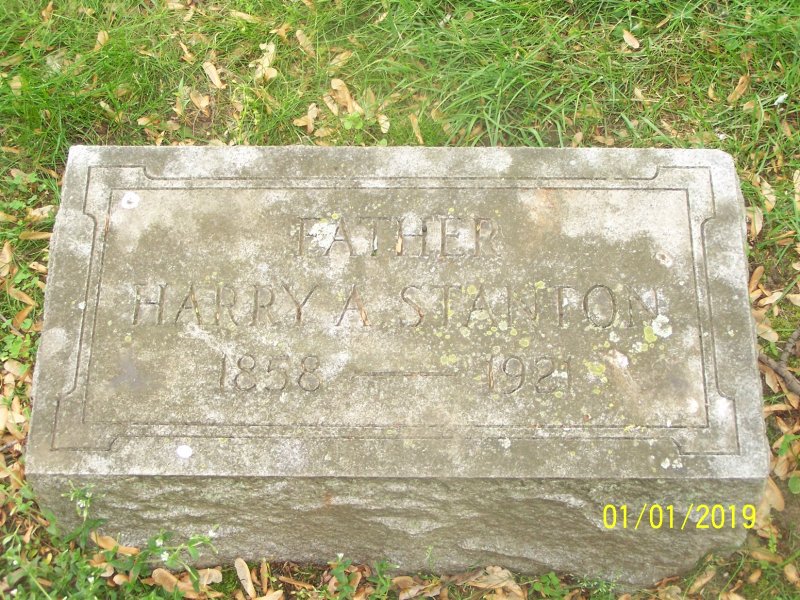 FATHER
HARRY A. STANTON
1858 — 1921
01/01/2019